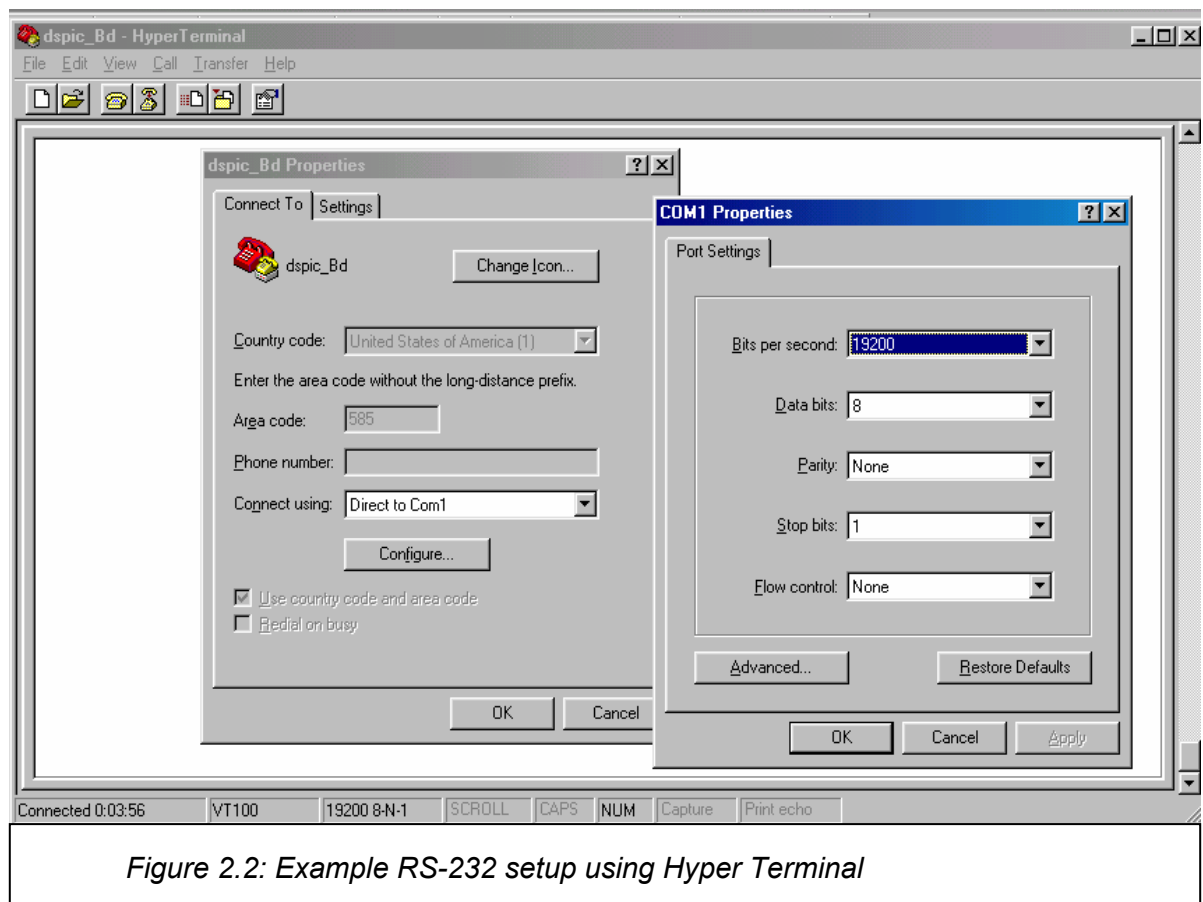 dspic_Bd - HyperTerminal
File Edit View Call Transfer Help
dspic_Bd Properties
Connect To Settings
dspic_Bd
Change Icon...
Country code: United States of America (1)
Enter the area code without the long-distance prefix.
Area code: 585
Phone number:
Connect using: Direct to Com1
Configure...
Use country code and area code
Redial on busy
OK Cancel
COM1 Properties
Port Settings
Bits per second: 19200
Data bits: 8
Parity: None
Stop bits: 1
Flow control: None
Advanced... Restore Defaults
OK Cancel Apply
Connected 0:03:56 VT100 19200 8-N-1 SCROLL CAPS NUM Capture Print echo
Figure 2.2: Example RS-232 setup using Hyper Terminal